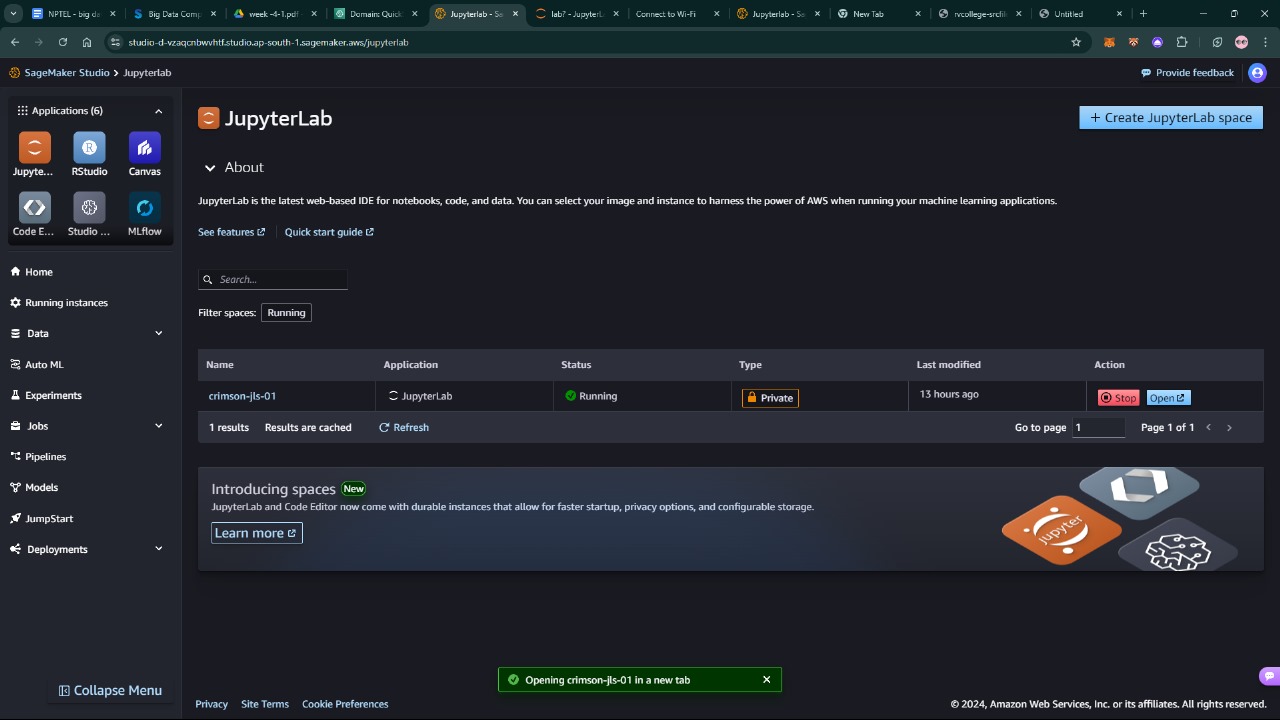 NPTEL - big da
Big Data Comp
week -4-1.pdf
Domain: Quick
Jupyterlab - Sa
lab? - JupyterLa
Connect to Wi-Fi
Jupyterlab - Sa
New Tab
rvcollege-srcfile
Untitled
studio-d-vzaqcnbwvhtf.studio.ap-south-1.sagemaker.aws/jupyterlab
SageMaker Studio > Jupyterlab
Provide feedback
Applications (6)
Jupyte...
RStudio
Canvas
Code E...
Studio ...
MLflow
Home
Running instances
Data
Auto ML
Experiments
Jobs
Pipelines
Models
JumpStart
Deployments
Collapse Menu
JupyterLab
+ Create JupyterLab space
About
JupyterLab is the latest web-based IDE for notebooks, code, and data. You can select your image and instance to harness the power of AWS when running your machine learning applications.
See features
Quick start guide
Search...
Filter spaces: Running
Name Application Status Type Last modified Action
crimson-jls-01 JupyterLab Running Private 13 hours ago Stop Open
1 results Results are cached Refresh Go to page 1 Page 1 of 1
Introducing spaces New
JupyterLab and Code Editor now come with durable instances that allow for faster startup, privacy options, and configurable storage.
Learn more
jupyter
Opening crimson-jls-01 in a new tab
Privacy Site Terms Cookie Preferences
© 2024, Amazon Web Services, Inc. or its affiliates. All rights reserved.